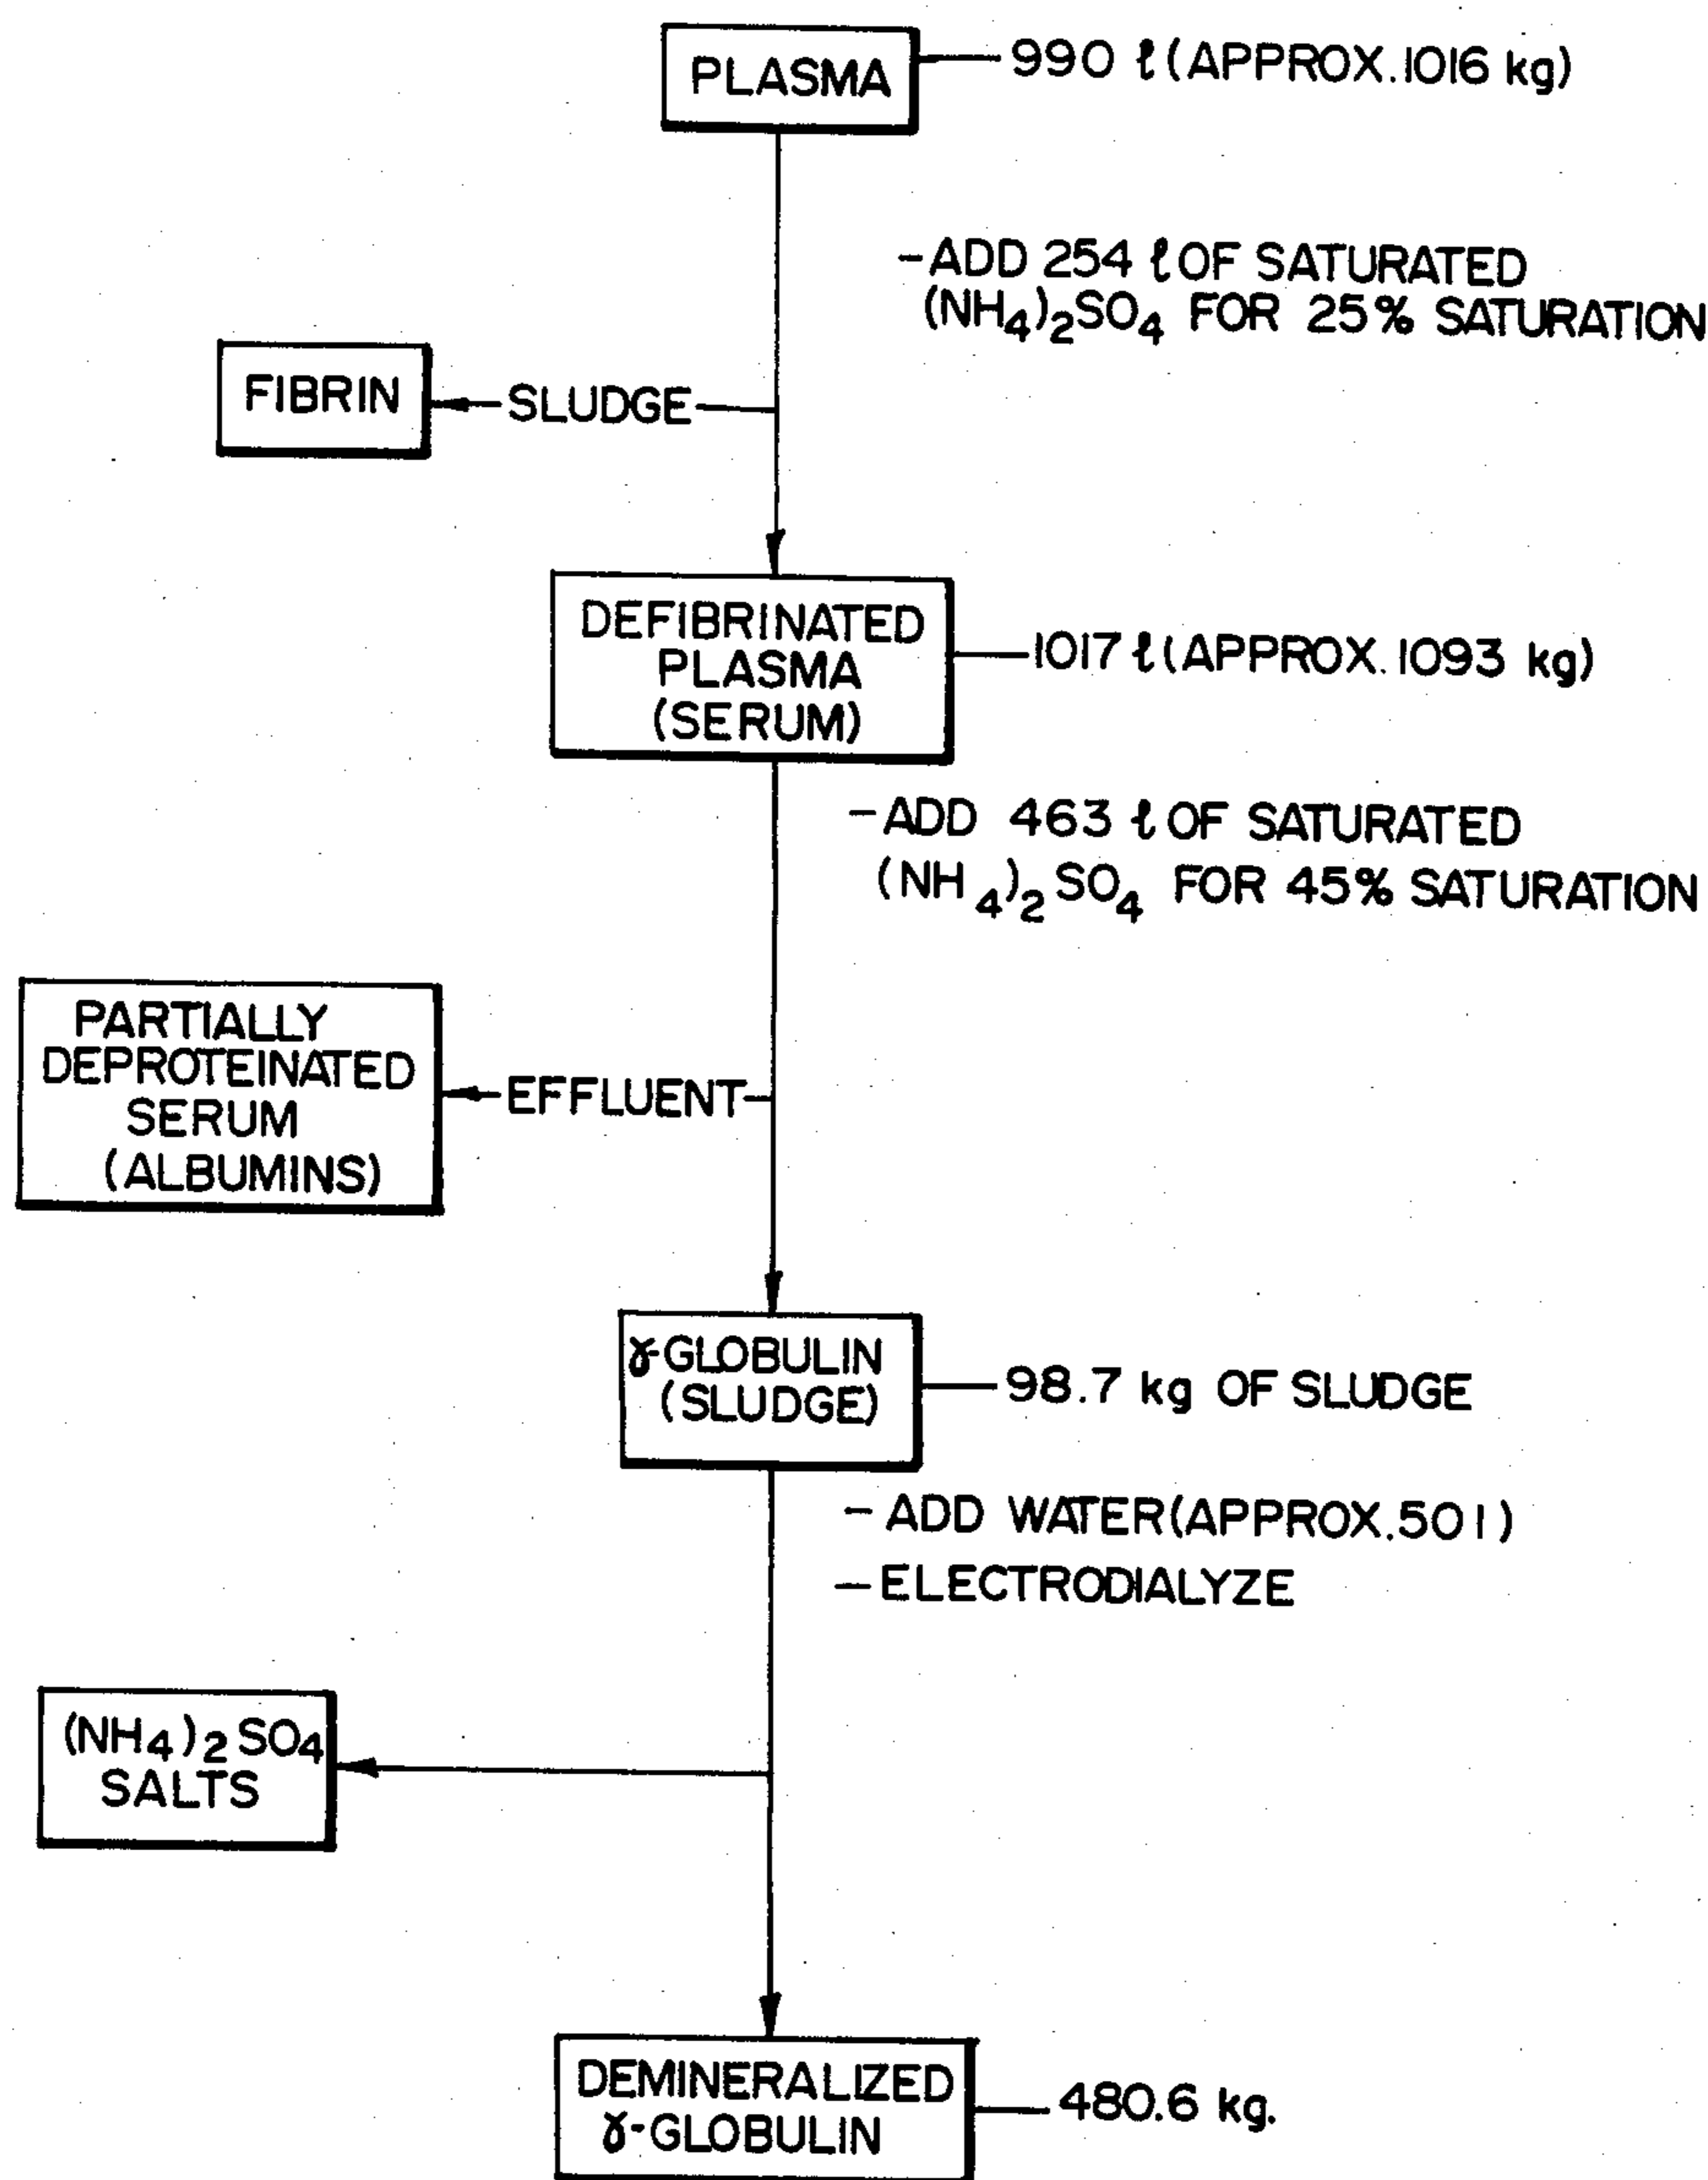 PLASMA
990 ℓ (APPROX. 1016 kg)
-ADD 254 ℓ OF SATURATED
(NH₄)₂SO₄ FOR 25% SATURATION
FIBRIN
SLUDGE
DEFIBRINATED
PLASMA
(SERUM)
1017 ℓ (APPROX. 1093 kg)
-ADD 463 ℓ OF SATURATED
(NH₄)₂SO₄ FOR 45% SATURATION
PARTIALLY
DEPROTEINATED
SERUM
(ALBUMINS)
EFFLUENT
γ-GLOBULIN
(SLUDGE)
98.7 kg OF SLUDGE
- ADD WATER (APPROX. 501)
- ELECTRODIALYZE
(NH₄)₂SO₄
SALTS
DEMINERALIZED
γ-GLOBULIN
480.6 kg.